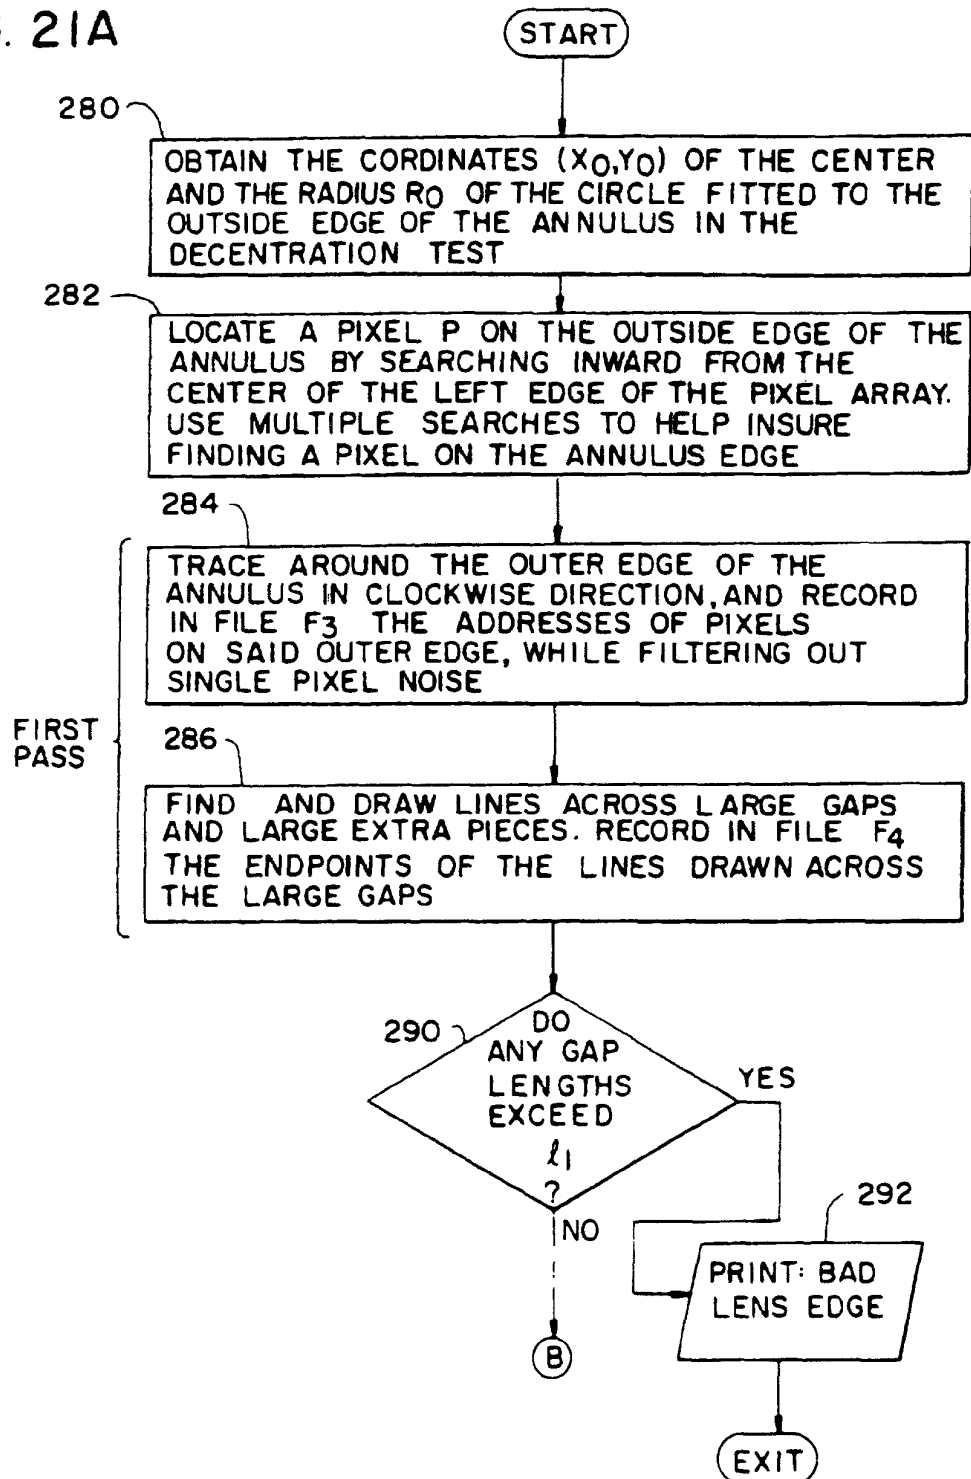 . 21A
START
280
OBTAIN THE CORDINATES (X0,Y0) OF THE CENTER
AND THE RADIUS R0 OF THE CIRCLE FITTED TO THE
OUTSIDE EDGE OF THE ANNULUS IN THE
DECENTRATION TEST
282
LOCATE A PIXEL P ON THE OUTSIDE EDGE OF THE
ANNULUS BY SEARCHING INWARD FROM THE
CENTER OF THE LEFT EDGE OF THE PIXEL ARRAY.
USE MULTIPLE SEARCHES TO HELP INSURE
FINDING A PIXEL ON THE ANNULUS EDGE
284
TRACE AROUND THE OUTER EDGE OF THE
ANNULUS IN CLOCKWISE DIRECTION, AND RECORD
IN FILE F3 THE ADDRESSES OF PIXELS
ON SAID OUTER EDGE, WHILE FILTERING OUT
SINGLE PIXEL NOISE
FIRST
PASS
286
FIND AND DRAW LINES ACROSS LARGE GAPS
AND LARGE EXTRA PIECES. RECORD IN FILE F4
THE ENDPOINTS OF THE LINES DRAWN ACROSS
THE LARGE GAPS
290
DO
ANY GAP
LENGTHS
EXCEED
ℓ1
?
YES
NO
292
PRINT: BAD
LENS EDGE
B
EXIT